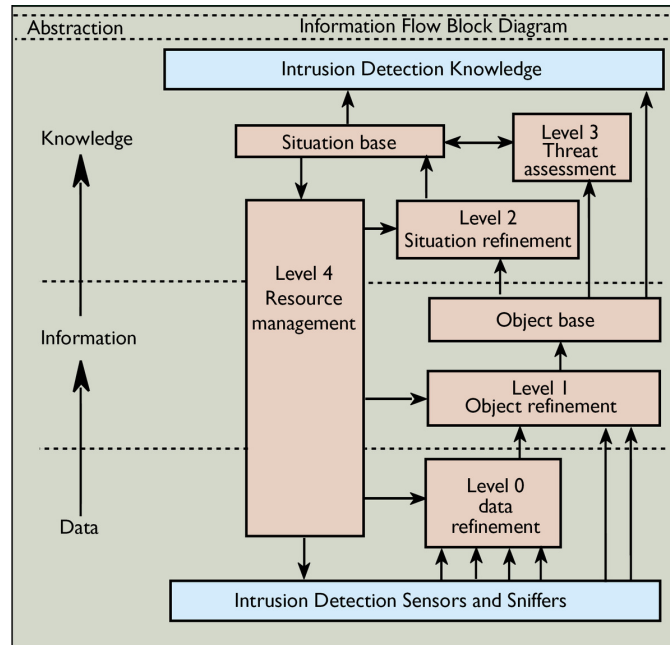 Abstraction
Information Flow Block Diagram
Intrusion Detection Knowledge
Knowledge
Situation base
Level 3
Threat
assessment
Level 2
Situation refinement
Level 4
Resource
management
Information
Object base
Level 1
Object refinement
Data
Level 0
data
refinement
Intrusion Detection Sensors and Sniffers